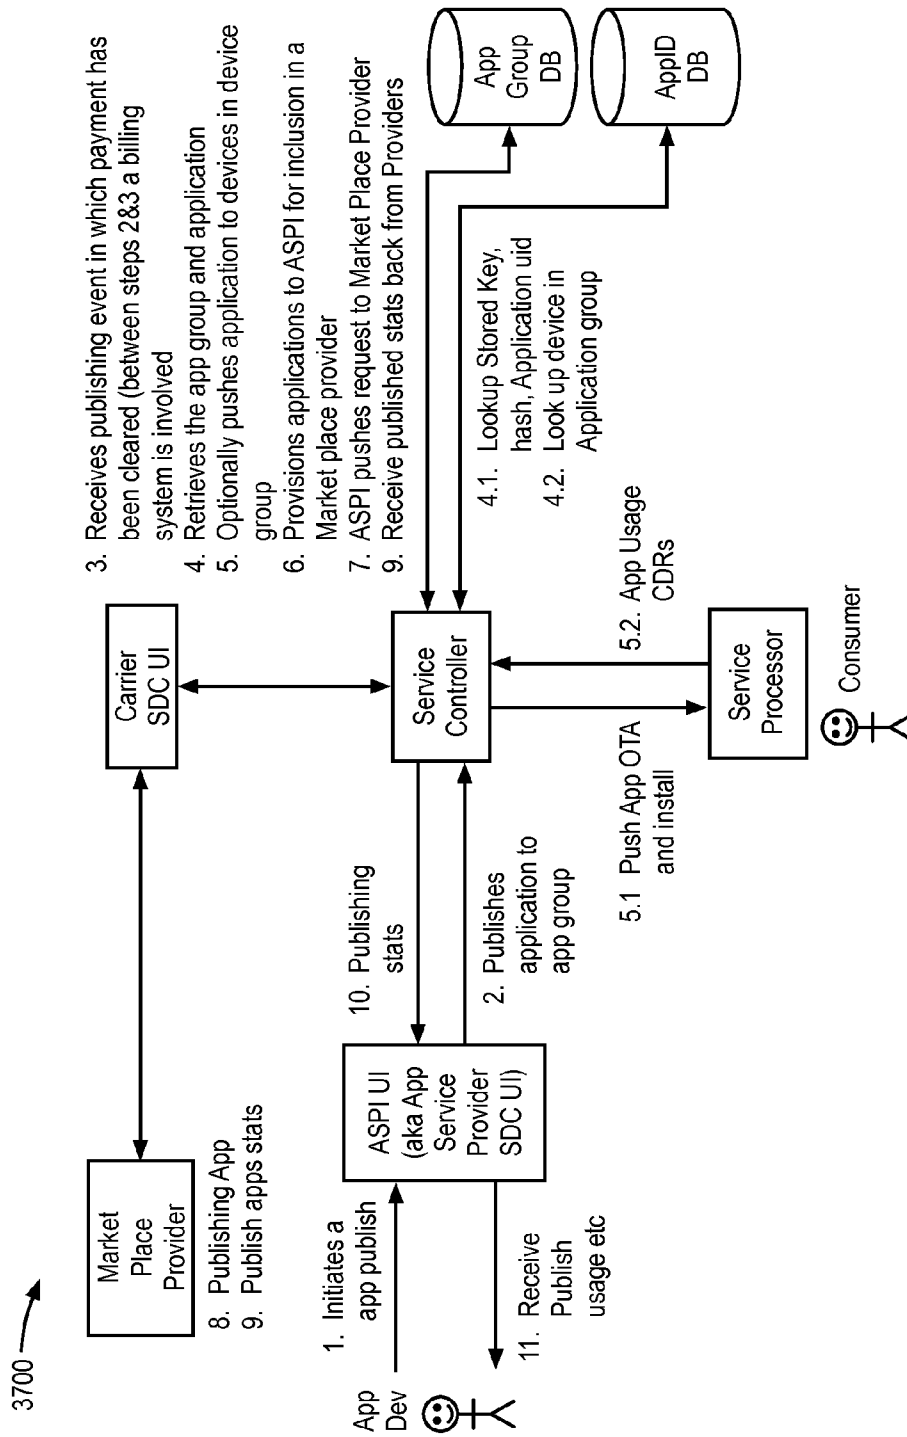 3700
Market
Place
Provider
8. Publishing App
9. Publish apps stats
Carrier
SDC UI
3. Receives publishing event in which payment has
been cleared (between steps 2&3 a billing
system is involved
4. Retrieves the app group and application
5. Optionally pushes application to devices in device
group
6. Provisions applications to ASPI for inclusion in a
Market place provider
7. ASPI pushes request to Market Place Provider
9. Receive published stats back from Providers
App
Dev
1. Initiates a
app publish
11. Receive
Publish
usage etc
ASPI UI
(aka App
Service
Provider
SDC UI)
10. Publishing
stats
2. Publishes
application to
app group
Service
Controller
4.1. Lookup Stored Key,
hash, Application uid
4.2. Look up device in
Application group
App
Group
DB
AppID
DB
5.1 Push App OTA
and install
5.2. App Usage
CDRs
Service
Processor
Consumer